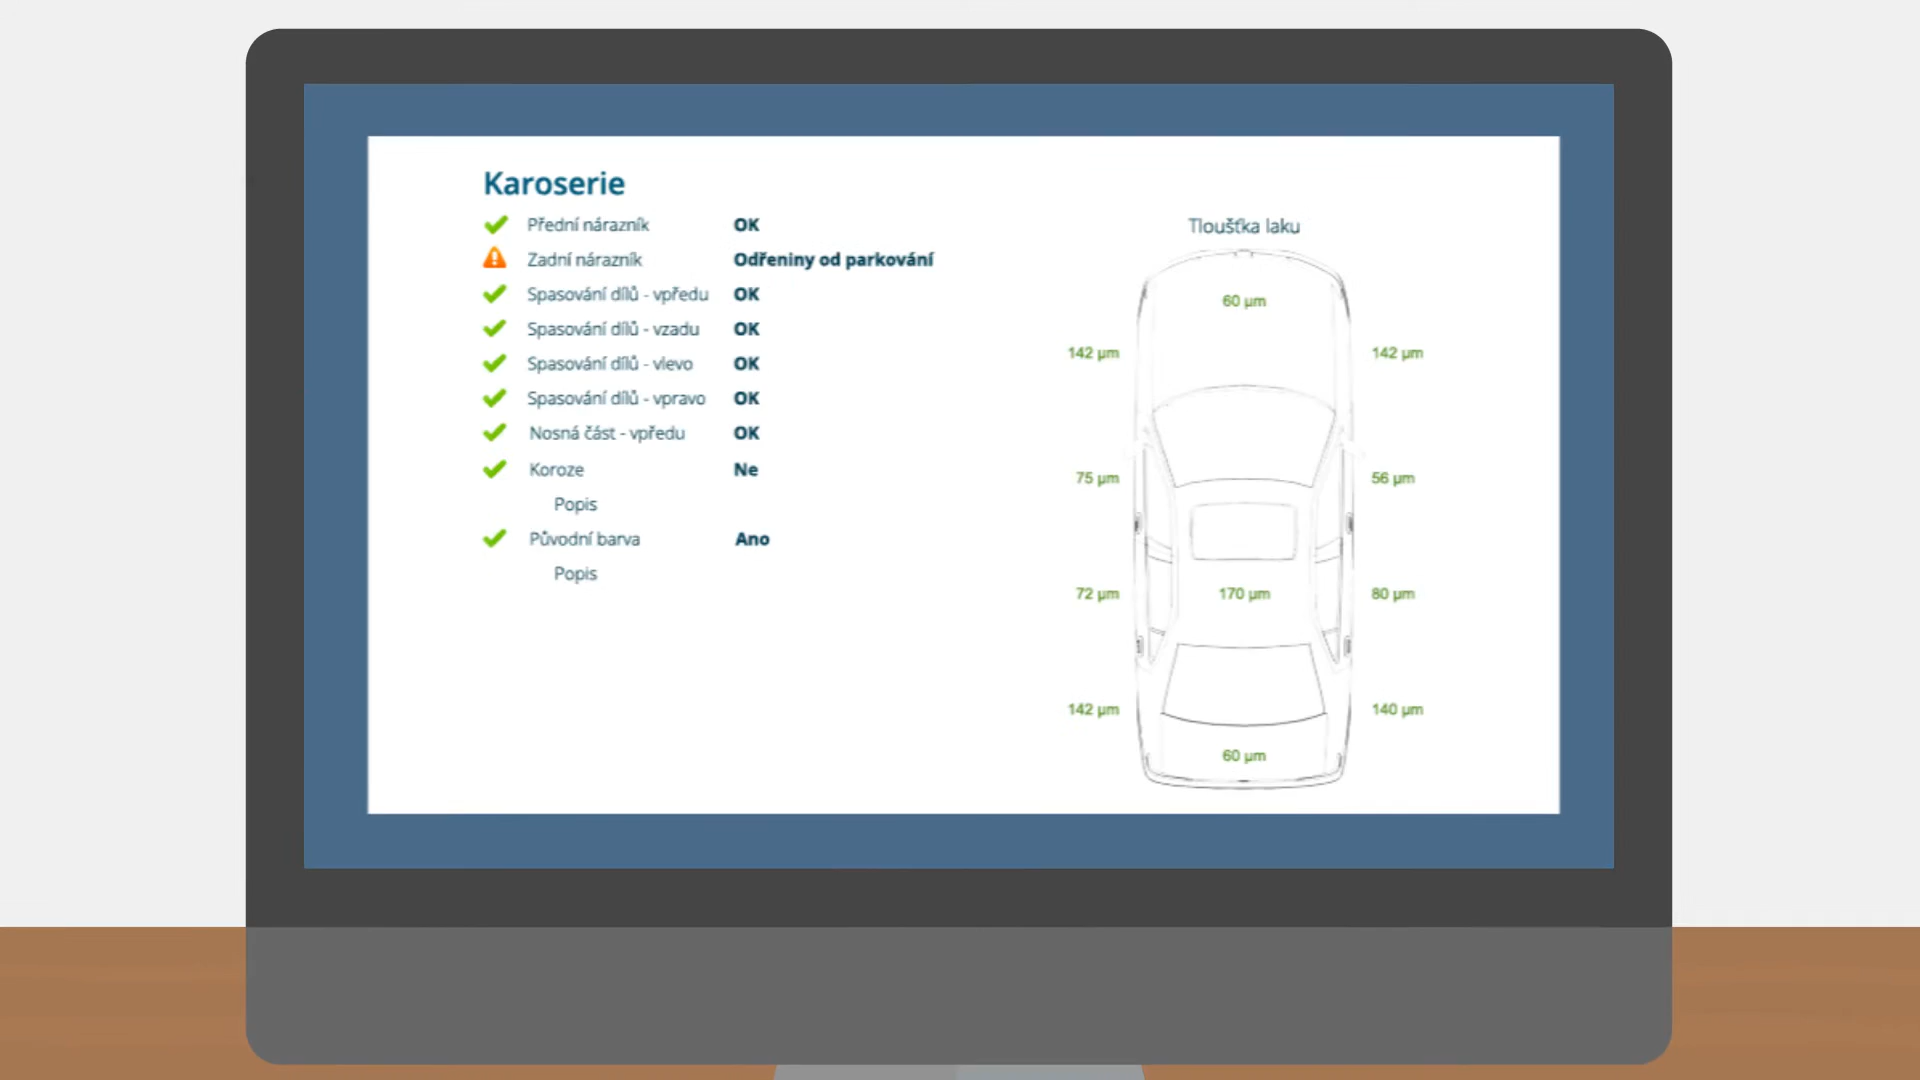 Karoserie
Přední nárazník OK
Zadní nárazník Odřeniny od parkování
Spasování dílů - vpředu OK
Spasování dílů - vzadu OK
Spasování dílů - vlevo OK
Spasování dílů - vpravo OK
Nosná část - vpředu OK
Koroze Ne
Popis
Původní barva Ano
Popis
Tloušťka laku
60 µm
142 µm 142 µm
75 µm 56 µm
72 µm 170 µm 80 µm
142 µm 140 µm
60 µm